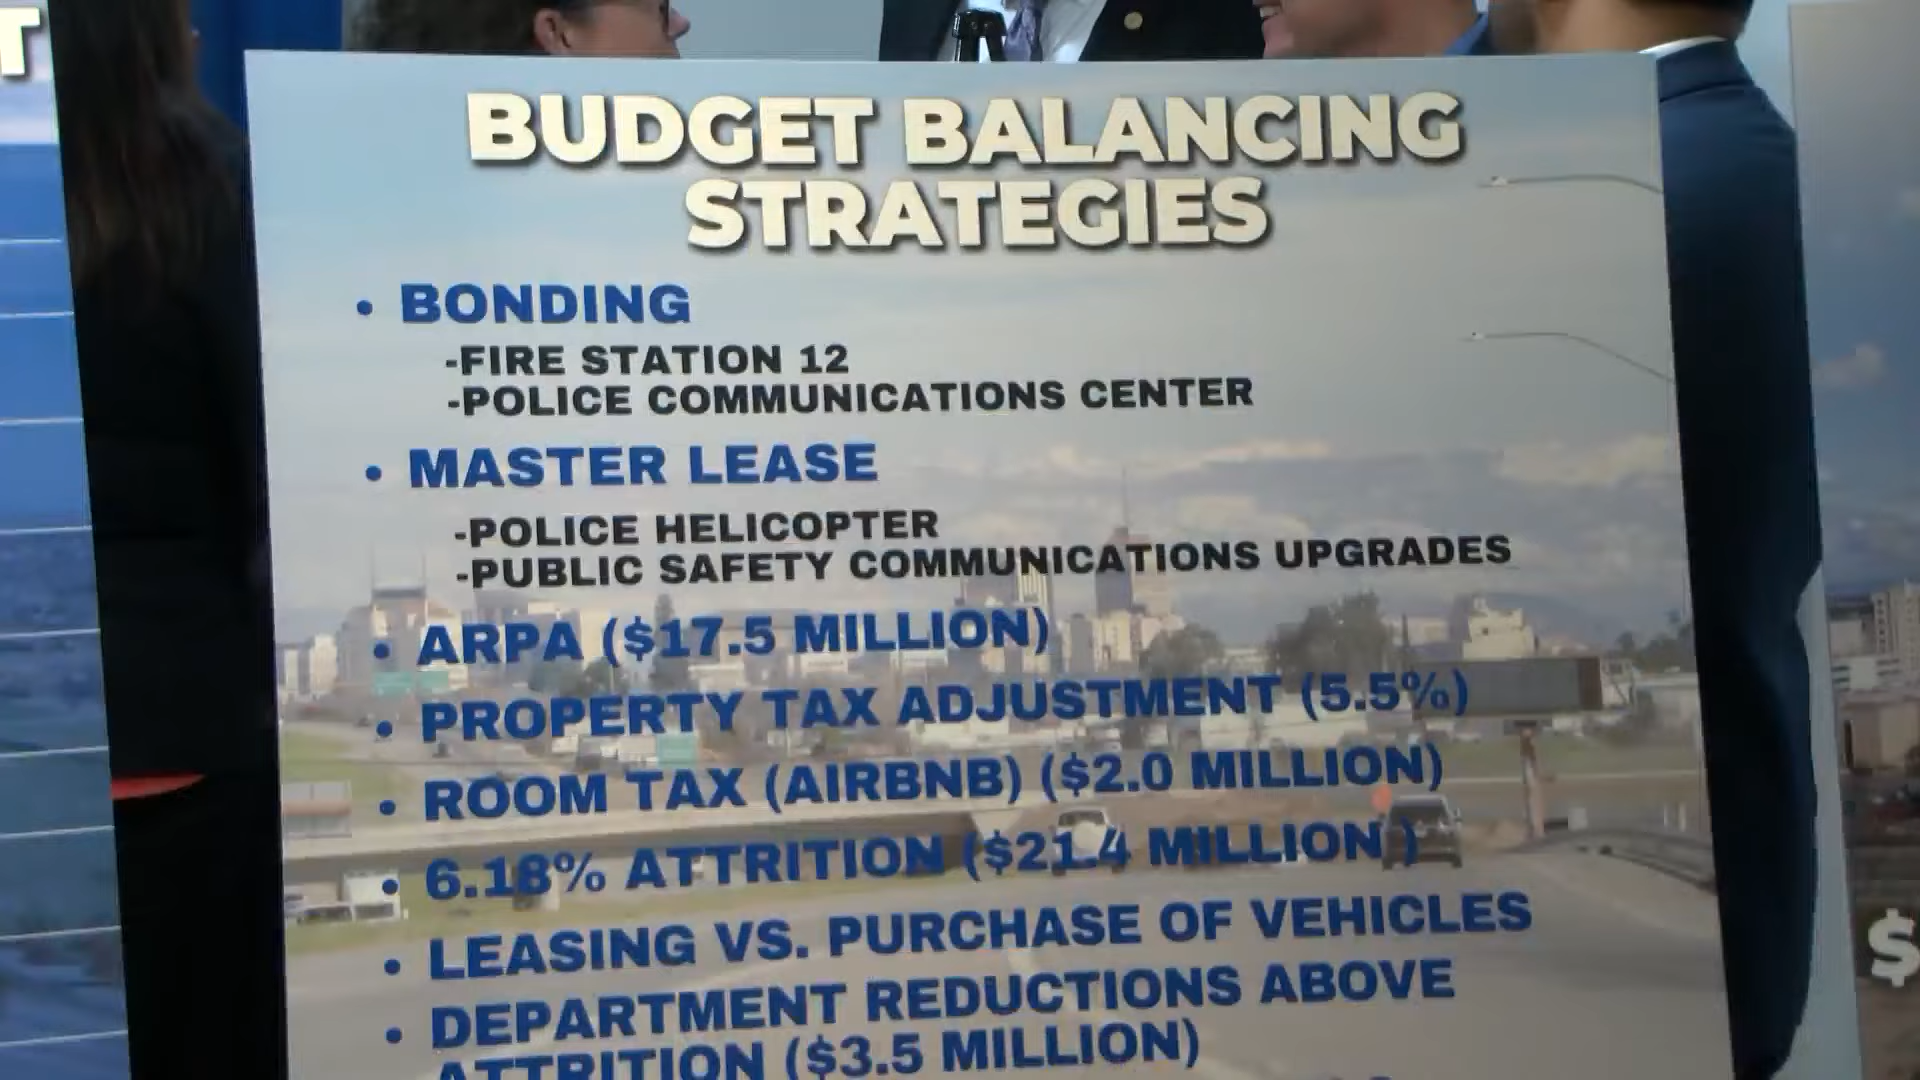 T
BUDGET BALANCING
STRATEGIES
• BONDING
-FIRE STATION 12
-POLICE COMMUNICATIONS CENTER
• MASTER LEASE
-POLICE HELICOPTER
-PUBLIC SAFETY COMMUNICATIONS UPGRADES
• ARPA ($17.5 MILLION)
• PROPERTY TAX ADJUSTMENT (5.5%)
• ROOM TAX (AIRBNB) ($2.0 MILLION)
• 6.18% ATTRITION ($21.4 MILLION )
• LEASING VS. PURCHASE OF VEHICLES
• DEPARTMENT REDUCTIONS ABOVE
ATTRITION ($3.5 MILLION)
$